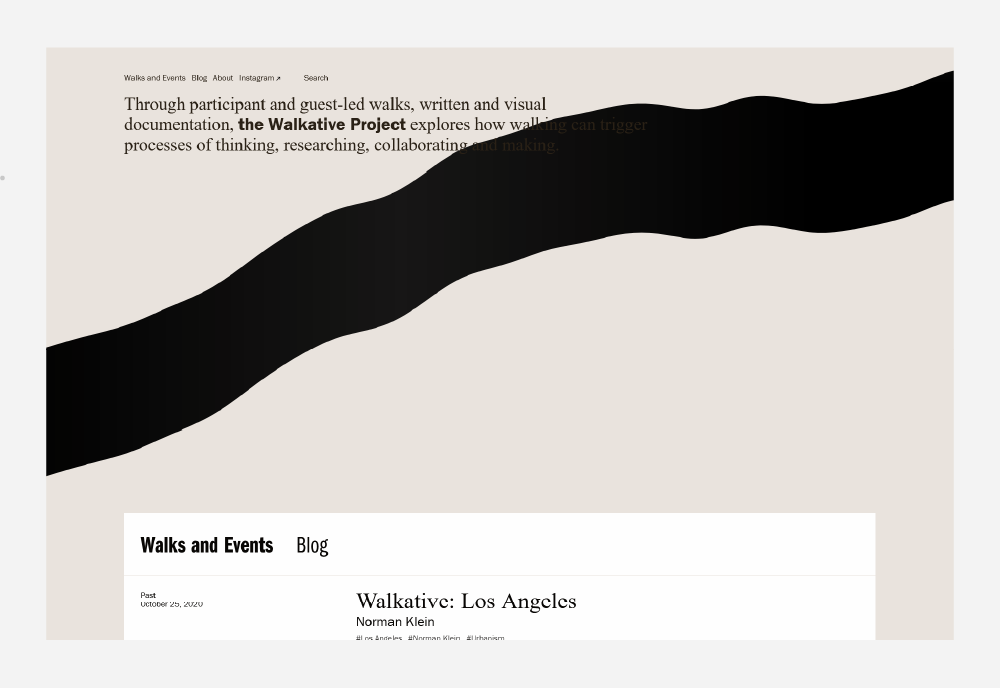 Walks and Events Blog About Instagram↗ Search
Through participant and guest-led walks, written and visual
documentation, the Walkative Project explores how walking can trigger
processes of thinking, researching, collaborating and making.
Walks and Events Blog
Past
October 25, 2020
Walkative: Los Angeles
Norman Klein
#Los Angeles #Norman Klein #Urbanism